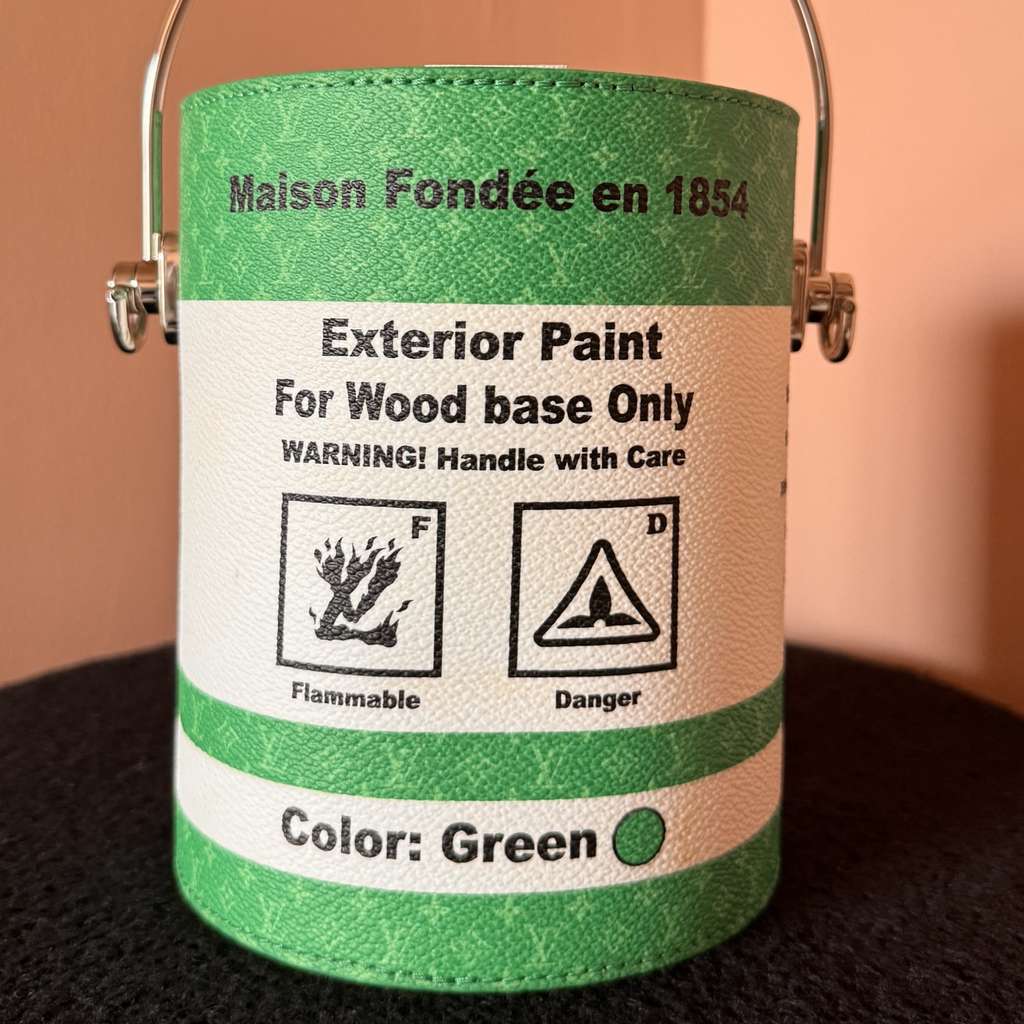 Maison Fondée en 1854
Exterior Paint
For Wood base Only
WARNING! Handle with Care
F
D
Flammable
Danger
Color: Green